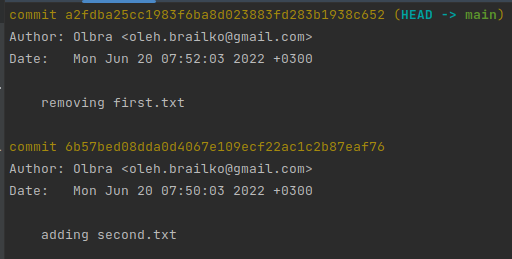 commit a2fdba25cc1983f6ba8d023883fd283b1938c652 (HEAD -> main)
Author: Olbra <oleh.brailko@gmail.com>
Date:   Mon Jun 20 07:52:03 2022 +0300
    removing first.txt
commit 6b57bed08dda0d4067e109ecf22ac1c2b87eaf76
Author: Olbra <oleh.brailko@gmail.com>
Date:   Mon Jun 20 07:50:03 2022 +0300
    adding second.txt